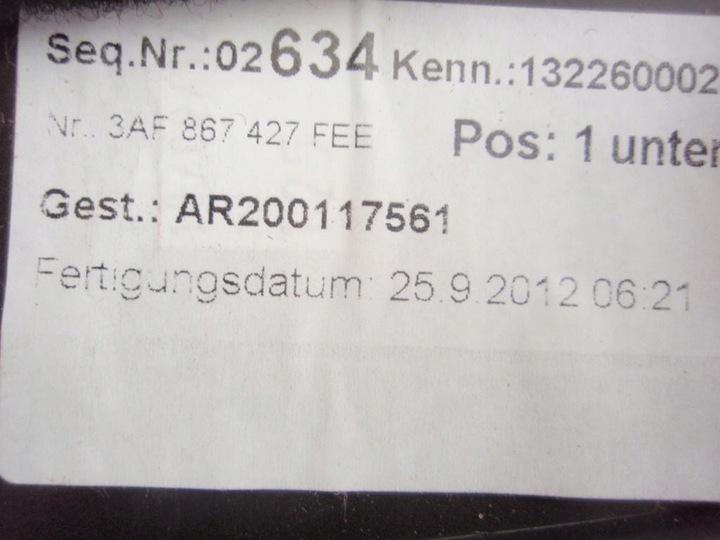 Seq.Nr.:02634 Kenn.:132260002
Nr.: 3AF 867 427 FEE Pos: 1 unter
Gest.: AR200117561
Fertigungsdatum: 25.9.2012 06:21